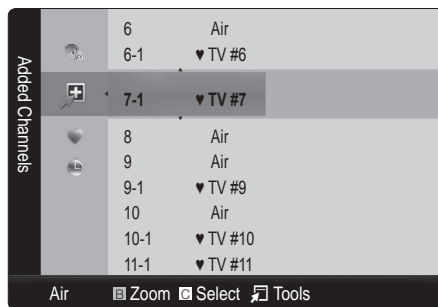 Added Channels
6 Air
6-1 ♥ TV #6
7-1 ♥ TV #7
8 Air
9 Air
9-1 ♥ TV #9
10 Air
10-1 ♥ TV #10
11-1 ♥ TV #11
Air B Zoom C Select Tools